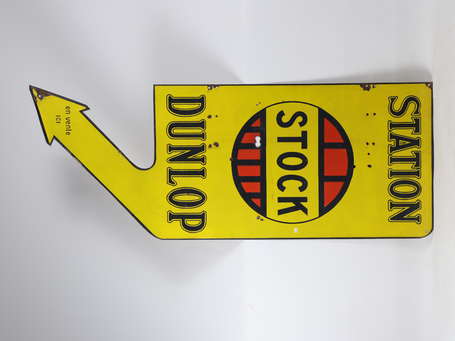 STATION
STOCK
DUNLOP
en vente
ici